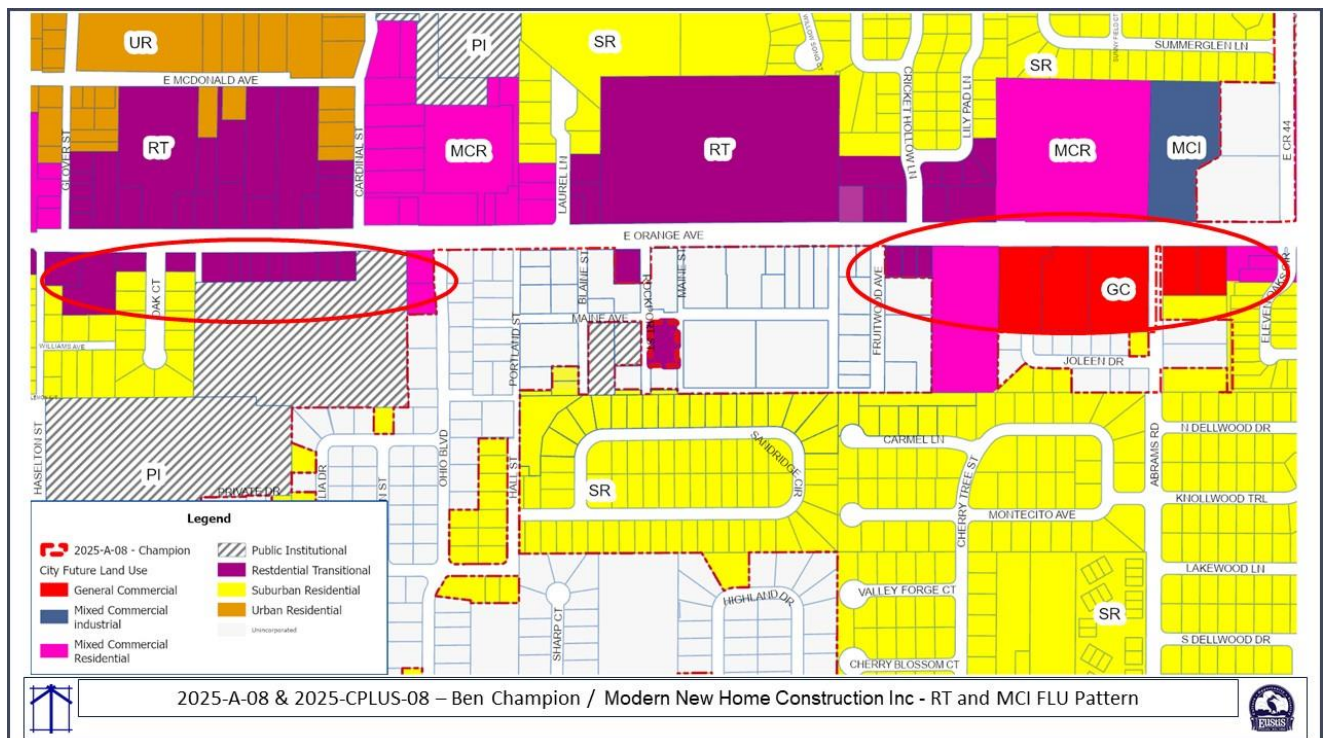 UR
PI
SR
SUMMERGLEN LN
SR
E MCDONALD AVE
CRICKET HOLLOW LN
LILY PAD LN
GLOVER ST
RT
CARDINAL ST
MCR
LAUREL LN
RT
MCR
MCI
E CR 44
E ORANGE AVE
OAK CT
BLAINE ST
ROCKPORT
MAINE ST
FRUITWOOD AVE
GC
ELEVEN OAKS CIR
MAINE AVE
PORTLAND ST
WILLIAMS AVE
JOLEEN DR
HASELTON ST
PI
OHIO BLVD
HALL ST
SANDRIDGE CIR
SR
CARMEL LN
CHERRY TREE ST
ABRAMS RD
N DELLWOOD DR
PRIVATE DR
LIA DR
N ST
MONTECITO AVE
KNOLLWOOD TRL
LAKEWOOD LN
SHARP CT
HIGHLAND DR
VALLEY FORGE CT
SR
S DELLWOOD DR
CHERRY BLOSSOM CT
Legend
2025-A-08 - Champion
City Future Land Use
General Commercial
Mixed Commercial
industrial
Mixed Commercial
Residential
Public Institutional
Restdential Transitional
Suburban Residential
Urban Residential
Unincorporated
2025-A-08 & 2025-CPLUS-08 – Ben Champion / Modern New Home Construction Inc - RT and MCI FLU Pattern
EUSTIS